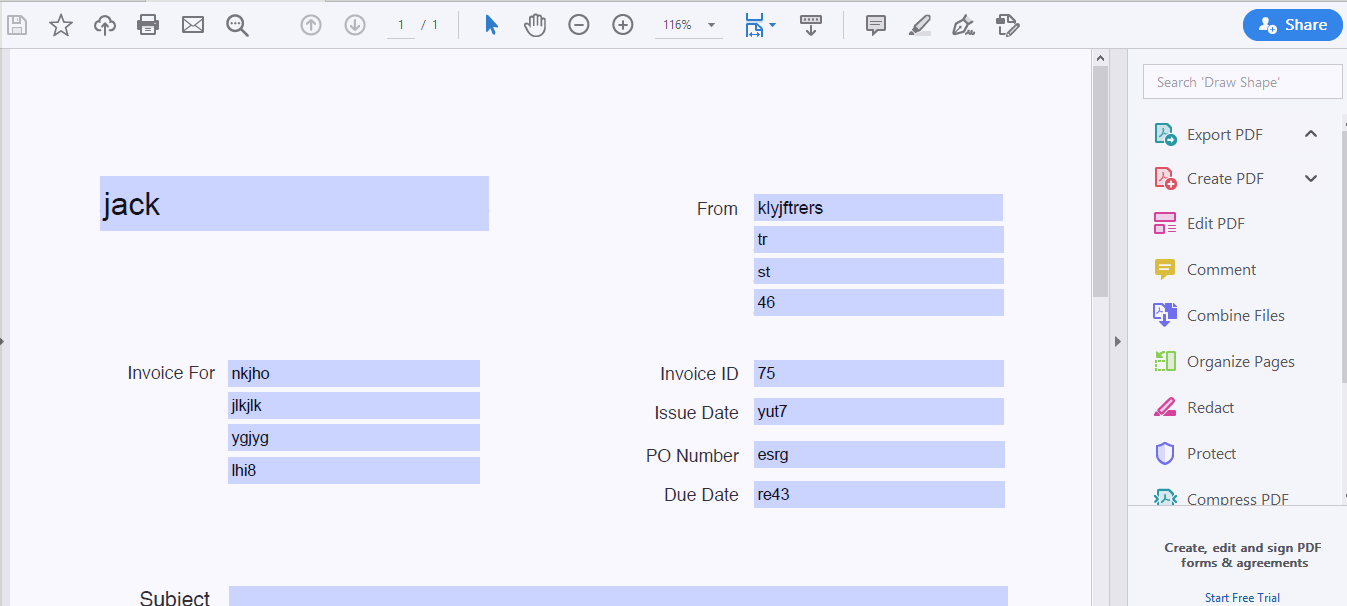 1 / 1
116%
Share
Search 'Draw Shape'
Export PDF
Create PDF
Edit PDF
Comment
Combine Files
Organize Pages
Redact
Protect
Compress PDF
Create, edit and sign PDF
forms & agreements
Start Free Trial
jack
From klyjftrers
tr
st
46
Invoice For nkjho
jlkjlk
ygjyg
lhi8
Invoice ID 75
Issue Date yut7
PO Number esrg
Due Date re43
Subject